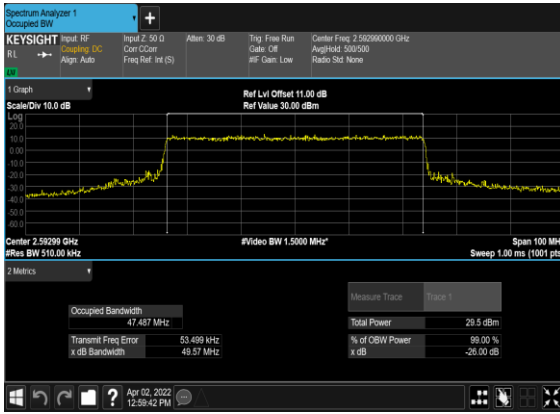 Spectrum Analyzer 1
Occupied BW
+
KEYSIGHT
RL
LW
Input: RF
Coupling: DC
Align: Auto
Input Z: 50 Ω
Corr CCorr
Freq Ref: Int (S)
Atten: 30 dB
Trig: Free Run
Gate: Off
#IF Gain: Low
Center Freq: 2.592990000 GHz
Avg|Hold: 500/500
Radio Std: None
1 Graph
Scale/Div 10.0 dB
Ref Lvl Offset 11.00 dB
Ref Value 30.00 dBm
Log
20.0
10.0
0.00
-10.0
-20.0
-30.0
-40.0
-50.0
-60.0
Center 2.59299 GHz
#Res BW 510.00 kHz
#Video BW 1.5000 MHz*
Span 100 MH
Sweep 1.00 ms (1001 pts
2 Metrics
Measure Trace Trace 1
Occupied Bandwidth
47.487 MHz
Total Power 29.5 dBm
Transmit Freq Error 53.499 kHz
% of OBW Power 99.00 %
x dB Bandwidth 49.57 MHz
x dB -26.00 dB
?
Apr 02, 2022
12:59:42 PM